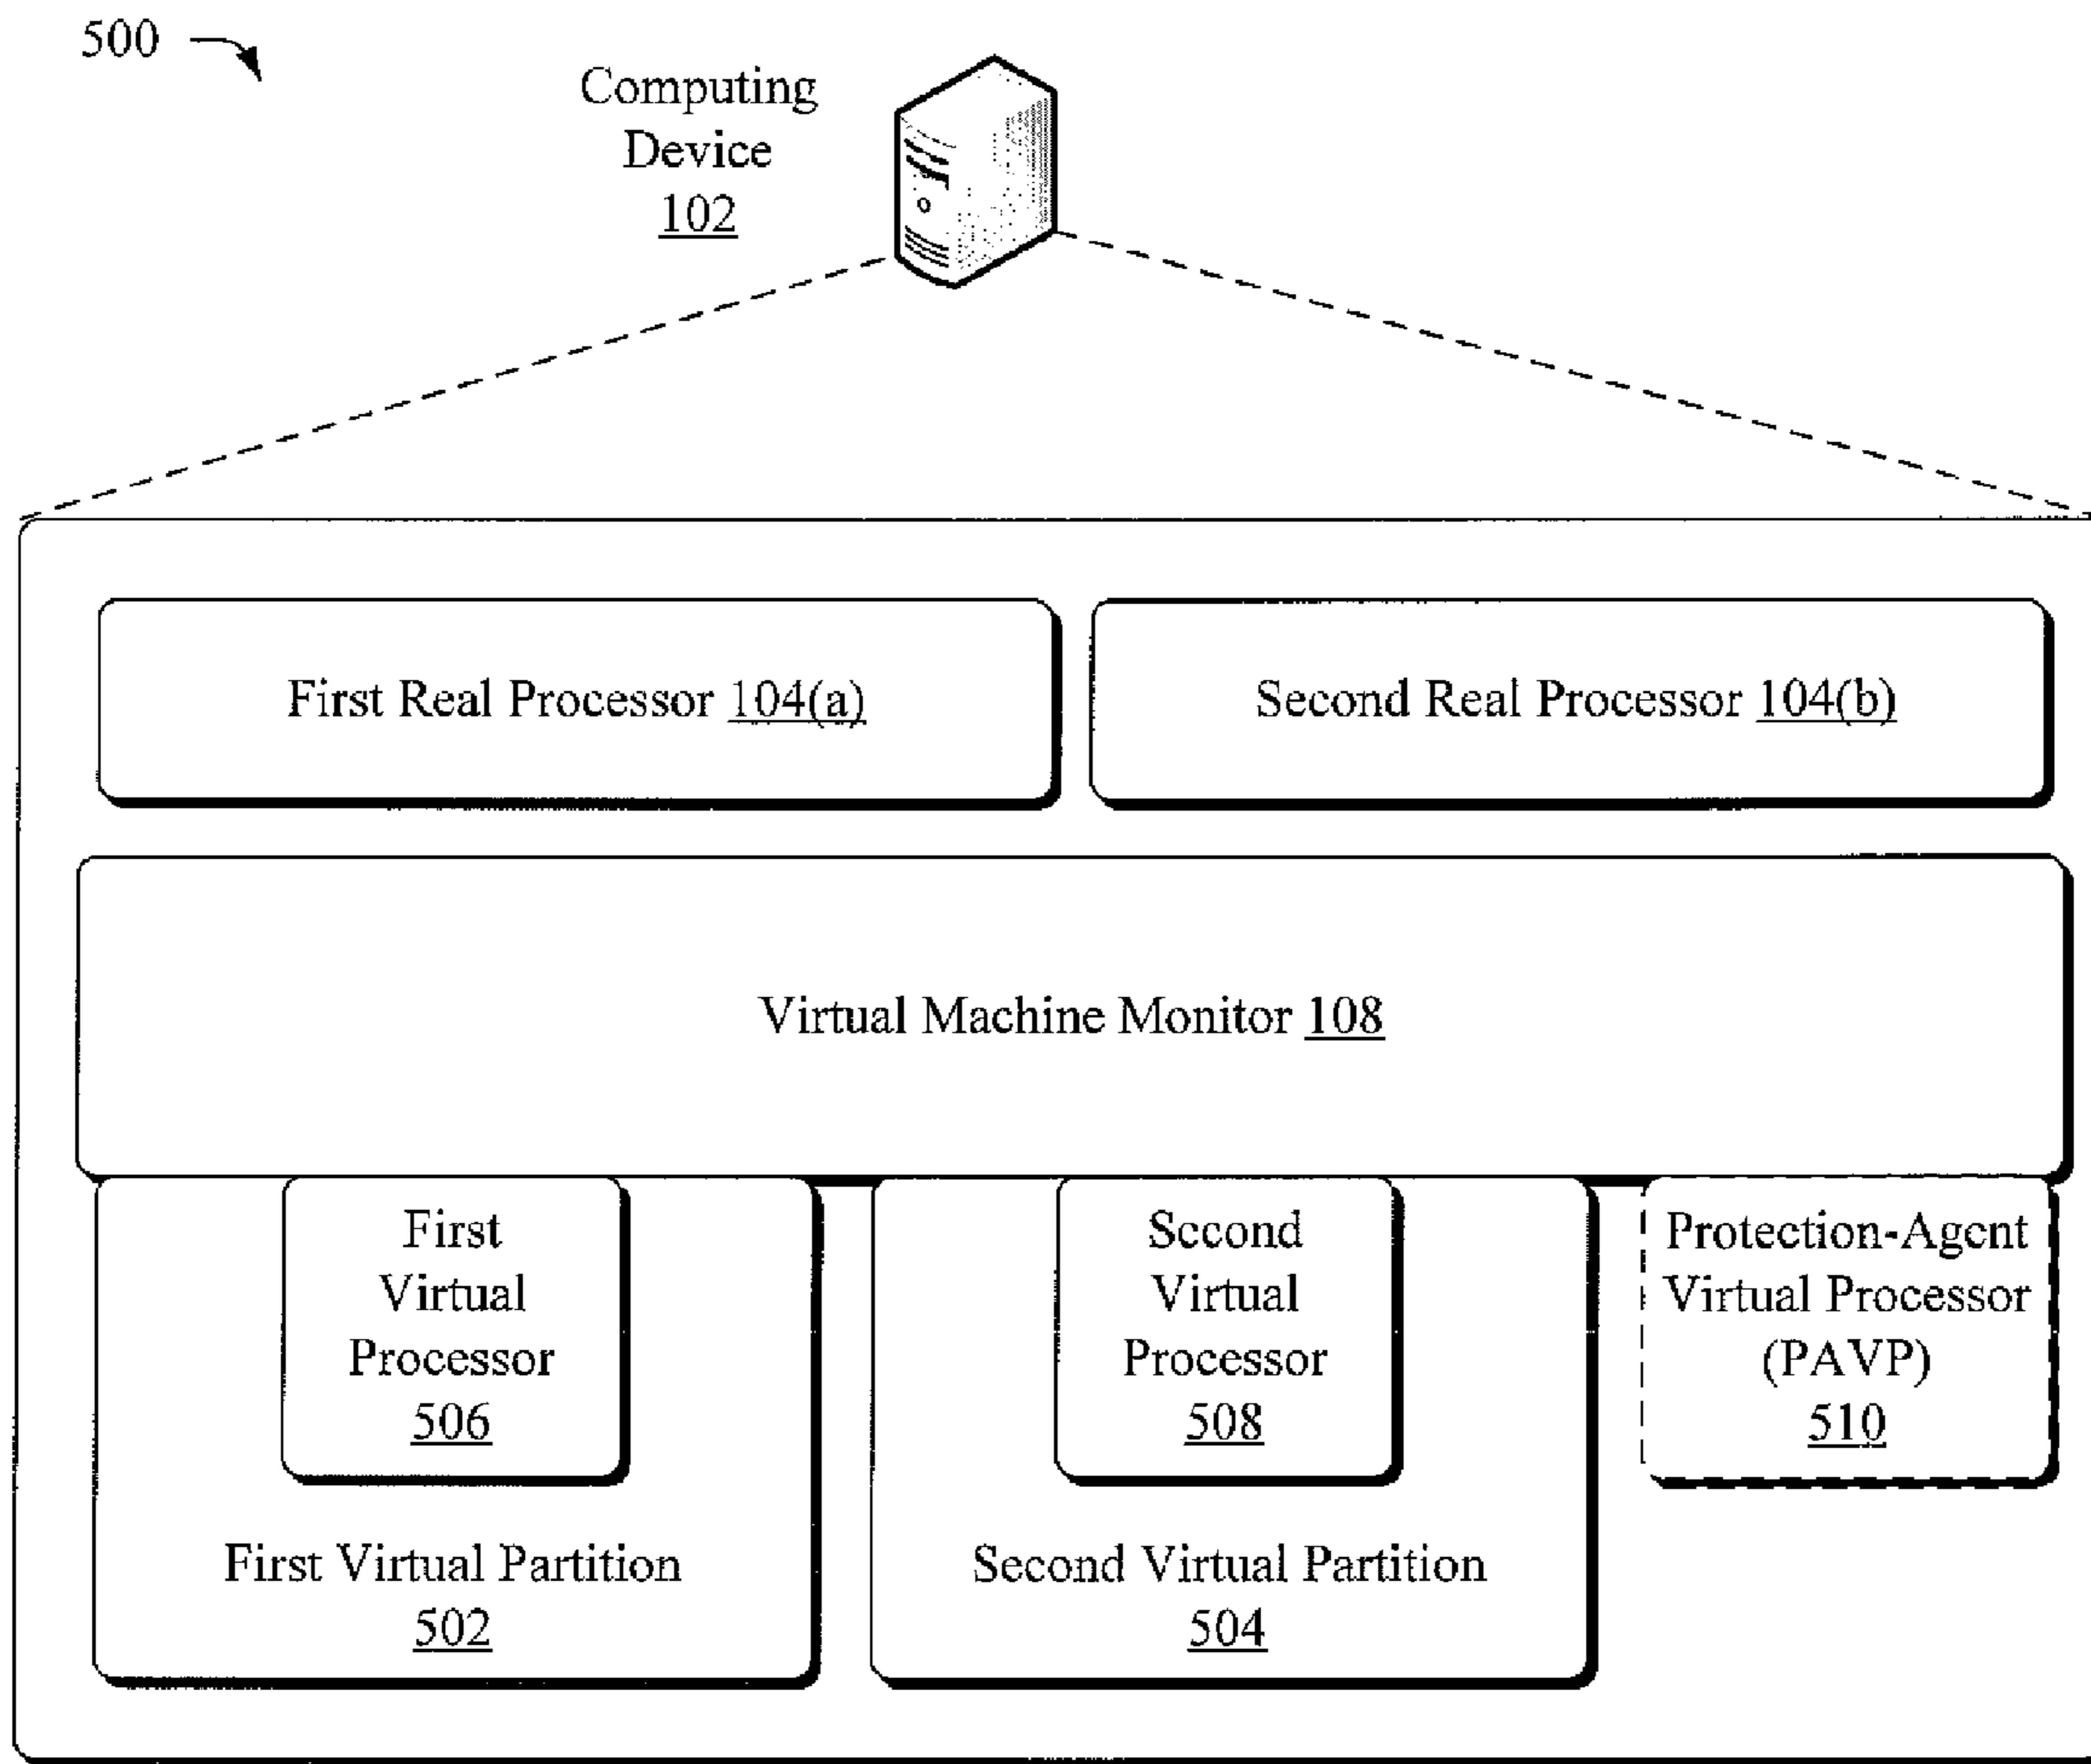 500
Computing
Device
102
First Real Processor 104(a)
Second Real Processor 104(b)
Virtual Machine Monitor 108
First
Virtual
Processor
506
Second
Virtual
Processor
508
Protection-Agent
Virtual Processor
(PAVP)
510
First Virtual Partition
502
Second Virtual Partition
504